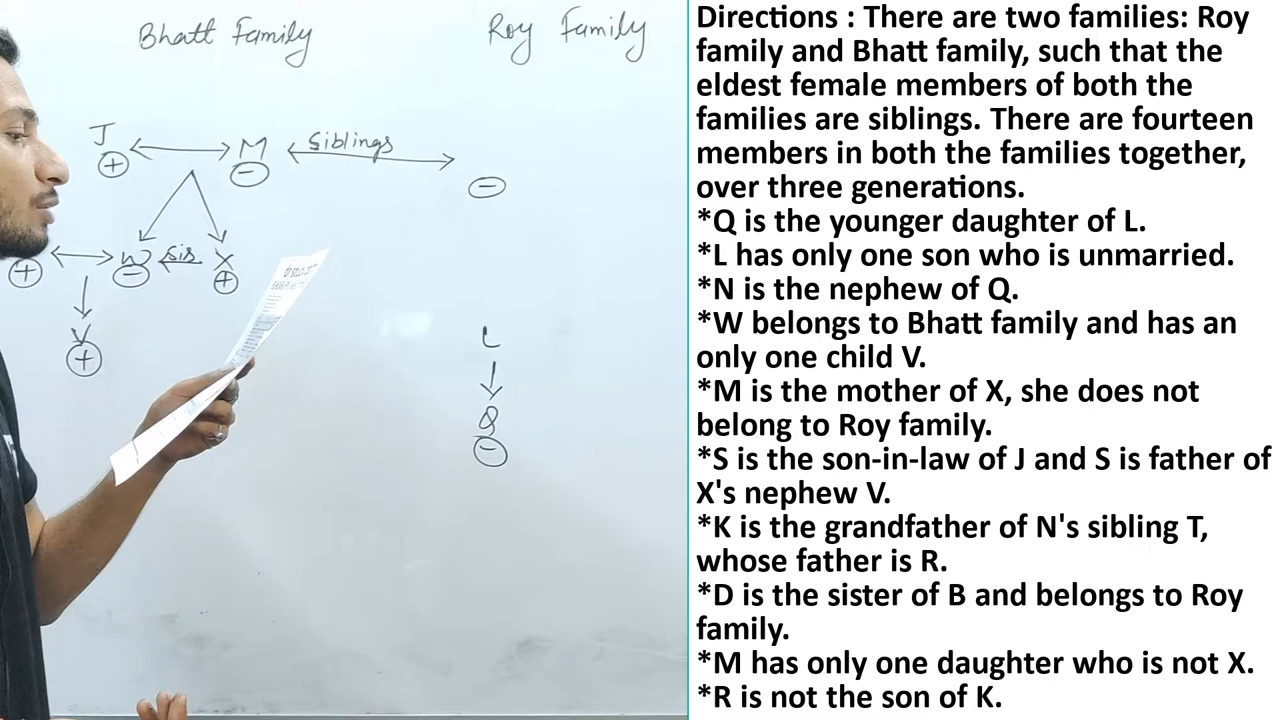 Bhatt Family
Roy Family
J
M
siblings
+
-
-
W
sis
X
+
-
+
V
+
L
Q
-
Directions : There are two families: Roy
family and Bhatt family, such that the
eldest female members of both the
families are siblings. There are fourteen
members in both the families together,
over three generations.
*Q is the younger daughter of L.
*L has only one son who is unmarried.
*N is the nephew of Q.
*W belongs to Bhatt family and has an
only one child V.
*M is the mother of X, she does not
belong to Roy family.
*S is the son-in-law of J and S is father of
X's nephew V.
*K is the grandfather of N's sibling T,
whose father is R.
*D is the sister of B and belongs to Roy
family.
*M has only one daughter who is not X.
*R is not the son of K.